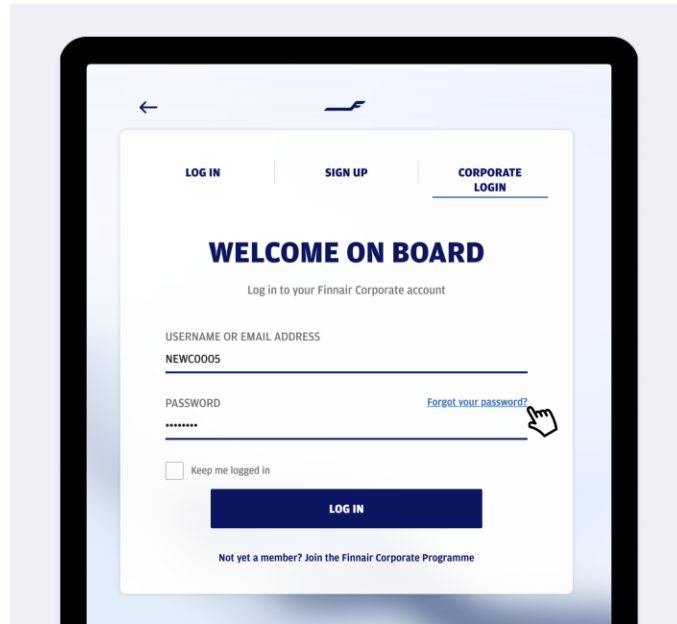 LOG IN
SIGN UP
CORPORATE
LOGIN
WELCOME ON BOARD
Log in to your Finnair Corporate account
USERNAME OR EMAIL ADDRESS
NEWC0005
PASSWORD
Forgot your password?
••••••••
Keep me logged in
LOG IN
Not yet a member? Join the Finnair Corporate Programme